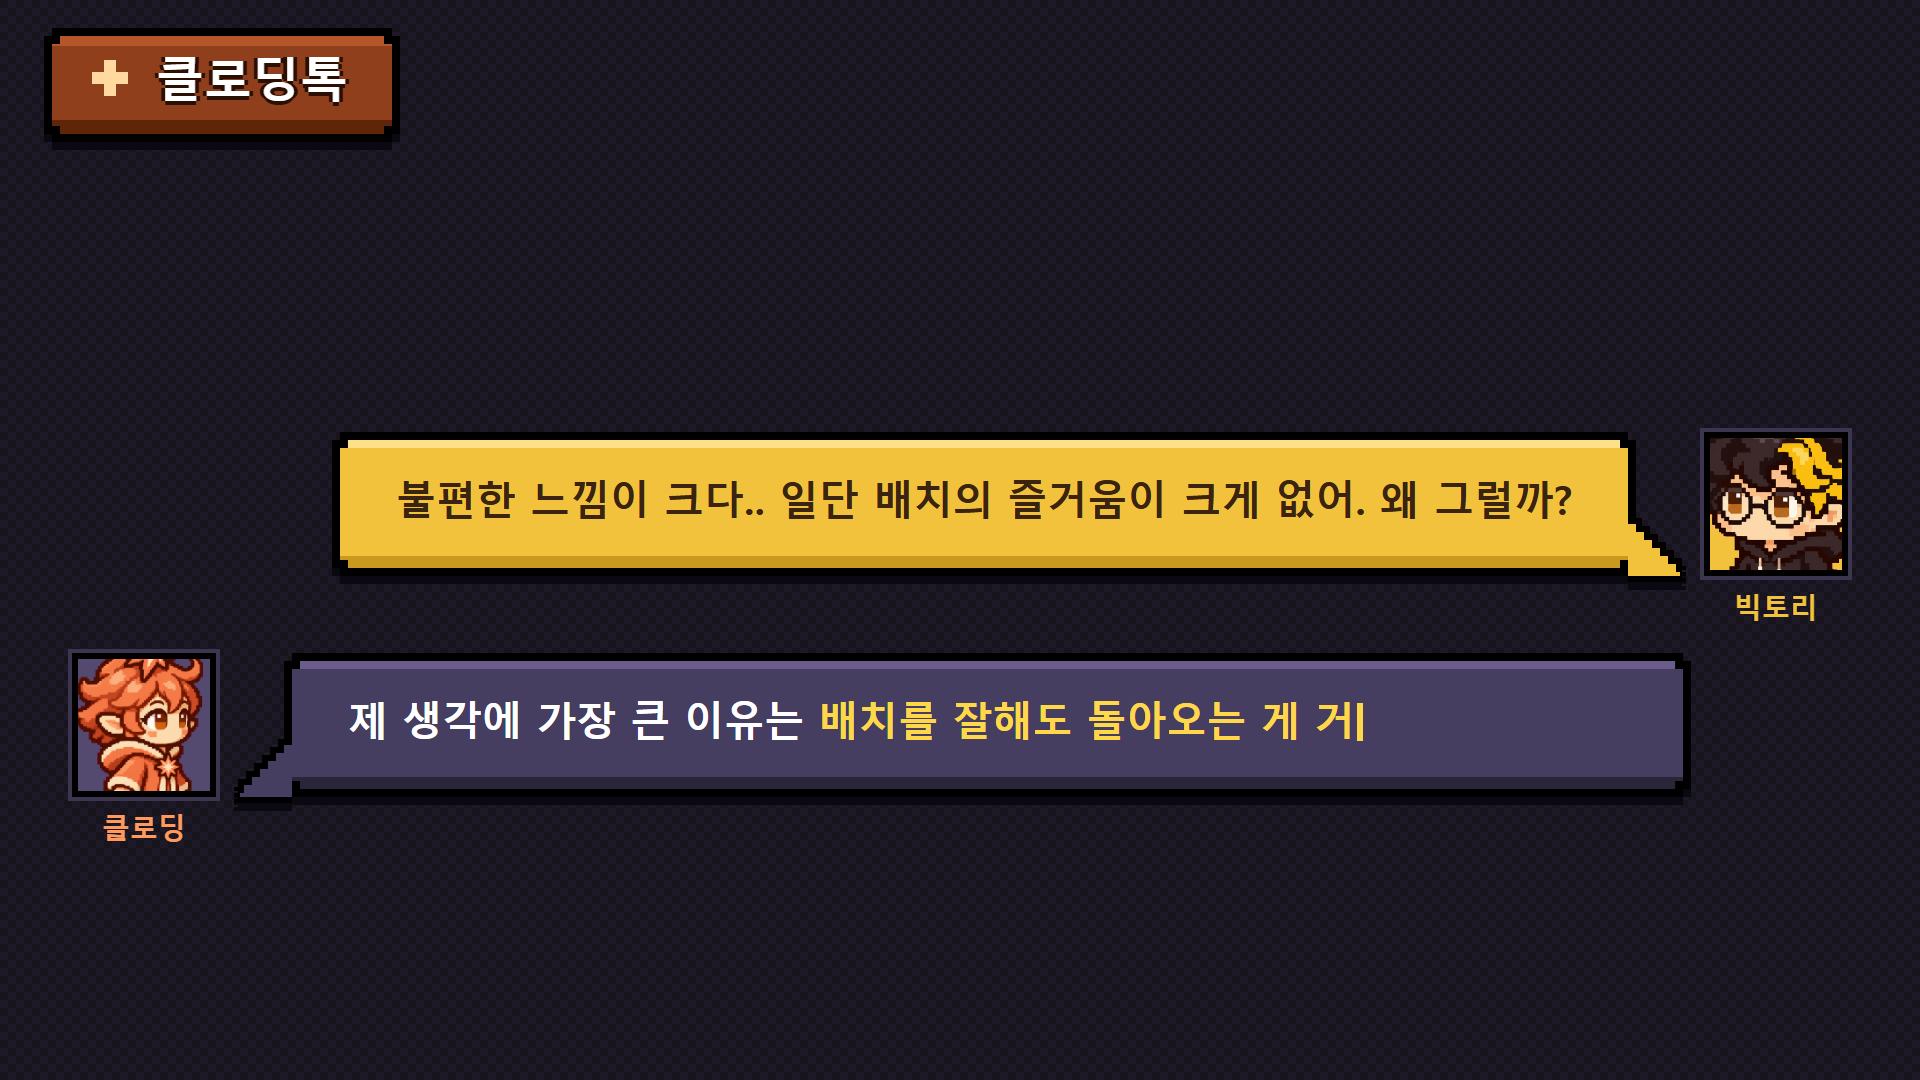 클로딩톡
불편한 느낌이 크다.. 일단 배치의 즐거움이 크게 없어. 왜 그럴까?
빅토리
제 생각에 가장 큰 이유는 배치를 잘해도 돌아오는 게 거
클로딩